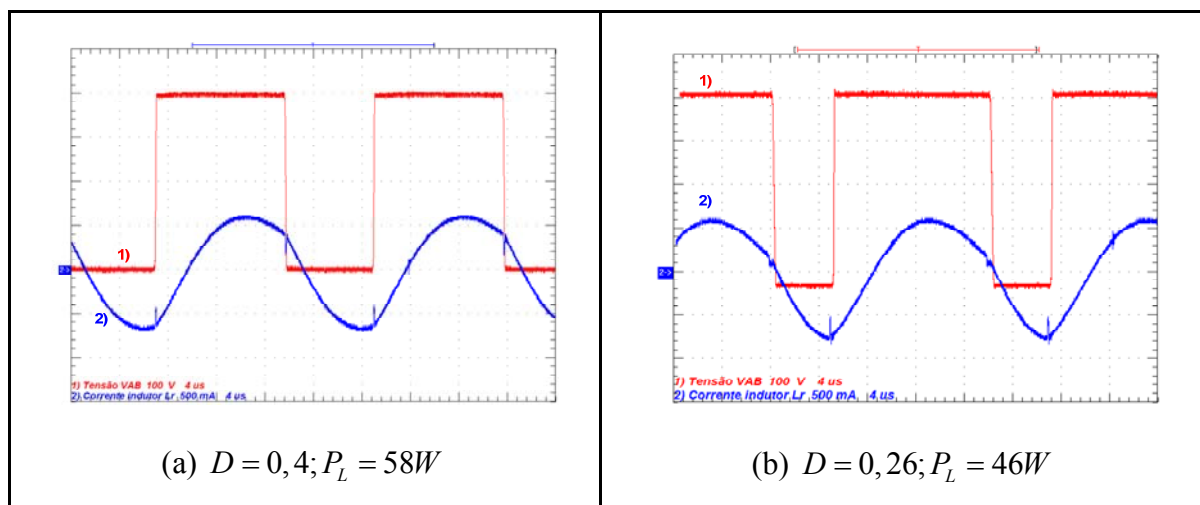 1)
2)
2->
1) Tensão VAB 100 V 4 us
2) Corrente Indutor Lr 500 mA 4 us
(a) D = 0,4; P_L = 58W
1)
2)
2->
1) Tensão VAB 100 V 4 us
2) Corrente indutor Lr 500 mA 4 us
(b) D = 0,26; P_L = 46W